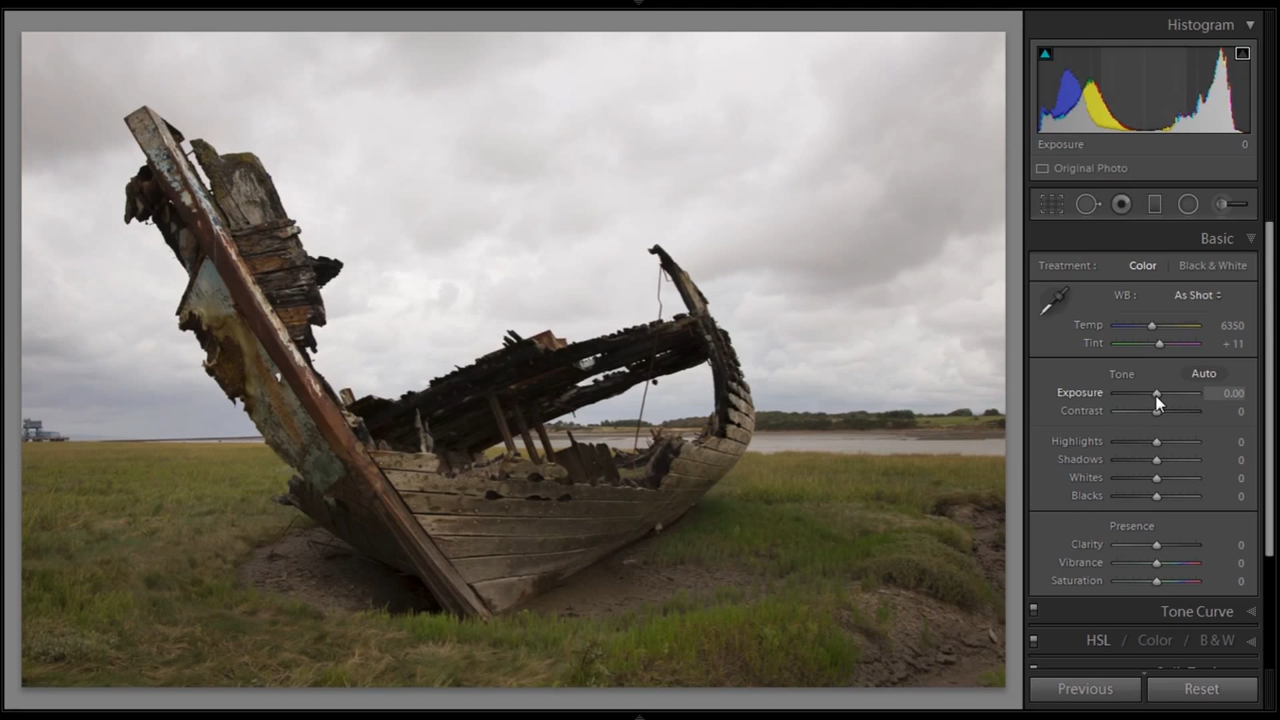 Histogram
Exposure 0
Original Photo
Basic
Treatment : Color Black & White
WB : As Shot
Temp 6350
Tint + 11
Tone Auto
Exposure 0.00
Contrast 0
Highlights 0
Shadows 0
Whites 0
Blacks 0
Presence
Clarity 0
Vibrance 0
Saturation 0
Tone Curve
HSL / Color / B & W
Previous Reset